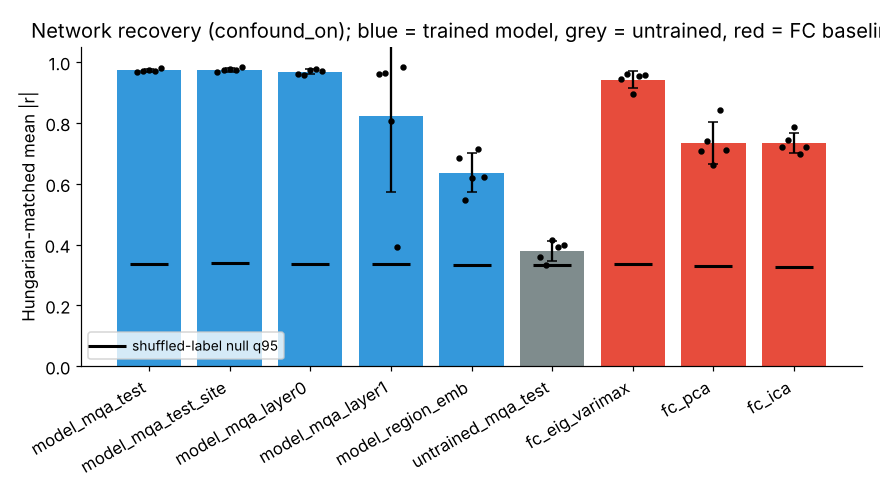 Network recovery (confound_on); blue = trained model, grey = untrained, red = FC baselin
Hungarian-matched mean |r|
1.0
0.8
0.6
0.4
0.2
0.0
shuffled-label null q95
model_mqa_test
model_mqa_test_site
model_mqa_layer0
model_mqa_layer1
model_region_emb
untrained_mqa_test
fc_eig_varimax
fc_pca
fc_ica